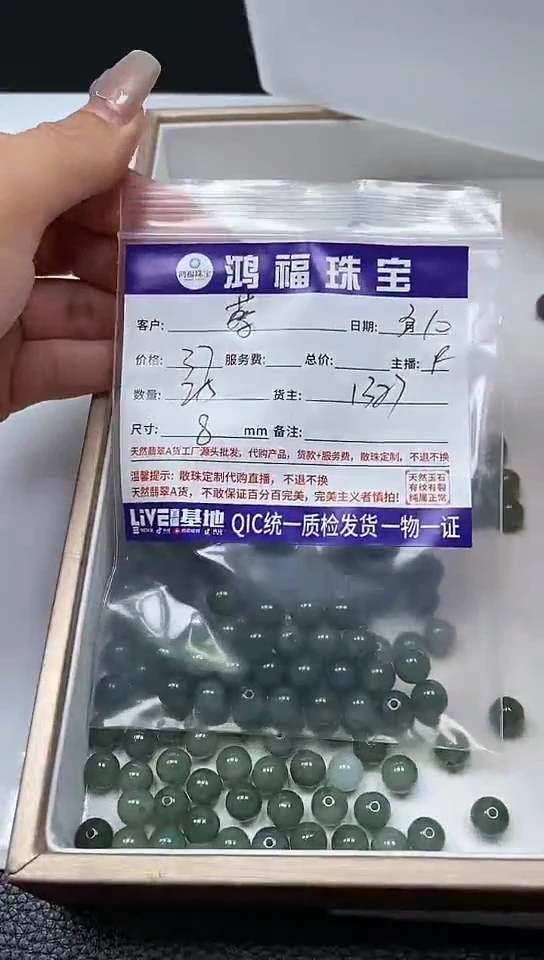 鸿福珠宝 鸿福珠宝
客户: 日期:
价格: 37 服务费: 总价: 主播:
数量: 货主: 1327
尺寸: 8 mm 备注:
天然翡翠A货工厂源头批发,代购产品,货款+服务费,散珠定制,不退不换
温馨提示: 散珠定制代购直播,不退不换
天然翡翠A货,不敢保证百分百完美,完美主义者慎拍!
天然玉石
有纹有裂
纯属正常
LiVE 基地 QIC统一质检发货 一物一证